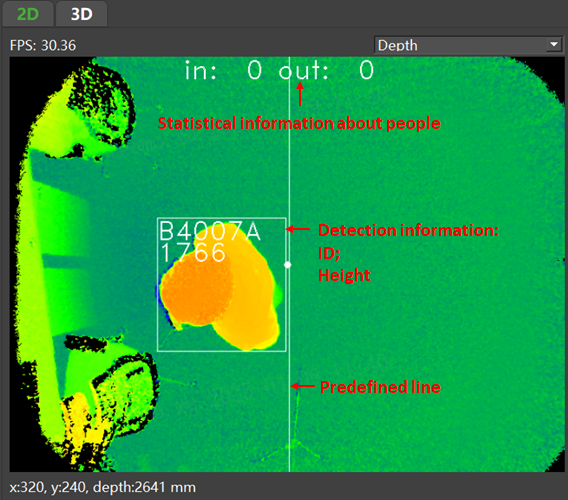 2D 3D
FPS: 30.36 Depth
in: 0 out: 0
Statistical information about people
B4007A
1766
Detection information:
ID;
Height
Predefined line
x:320, y:240, depth:2641 mm